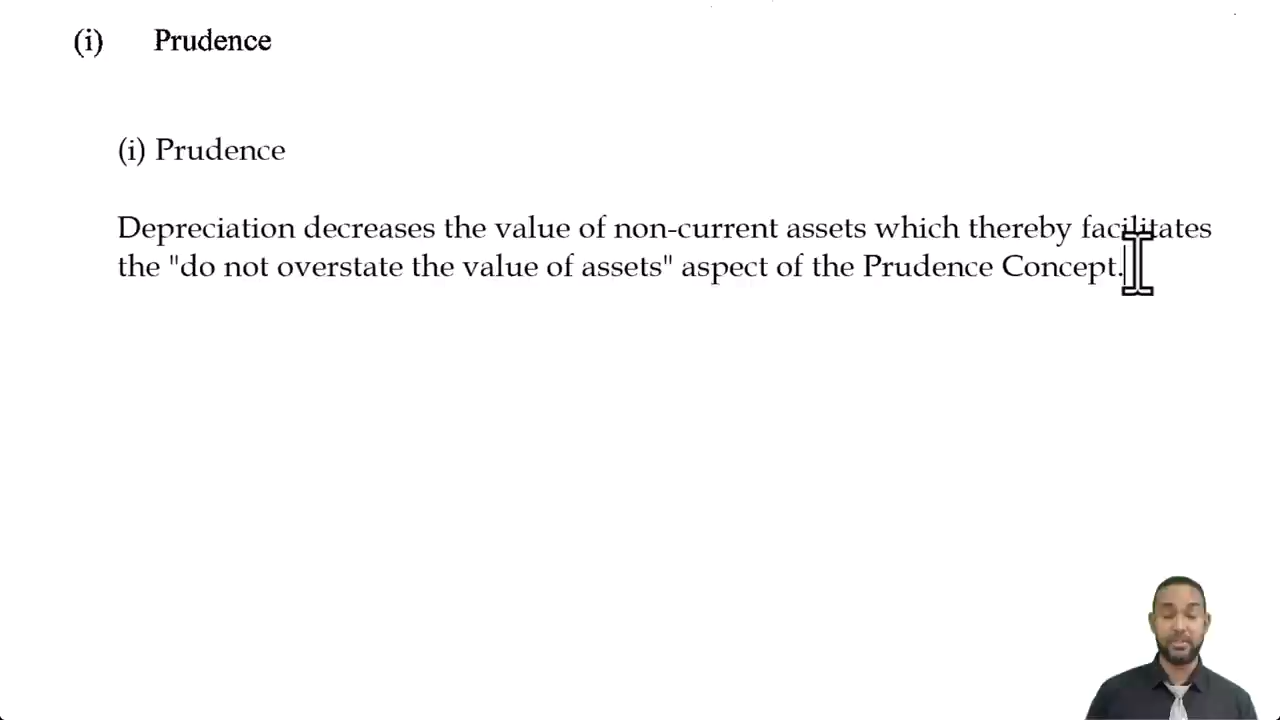 (i) Prudence
(i) Prudence
Depreciation decreases the value of non-current assets which thereby facilitates
the "do not overstate the value of assets" aspect of the Prudence Concept.